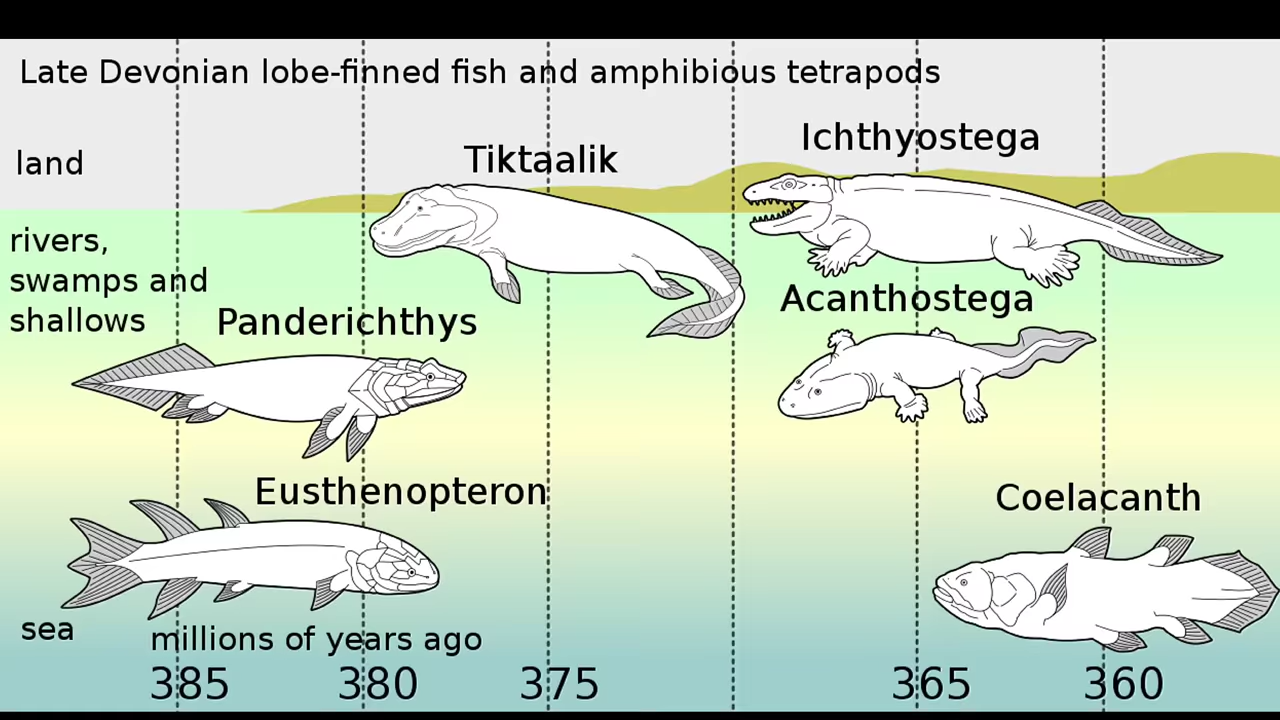 Late Devonian lobe-finned fish and amphibious tetrapods
Ichthyostega
Tiktaalik
land
rivers,
swamps and
shallows
Acanthostega
Panderichthys
Eusthenopteron
Coelacanth
sea
millions of years ago
385 380 375 365 360